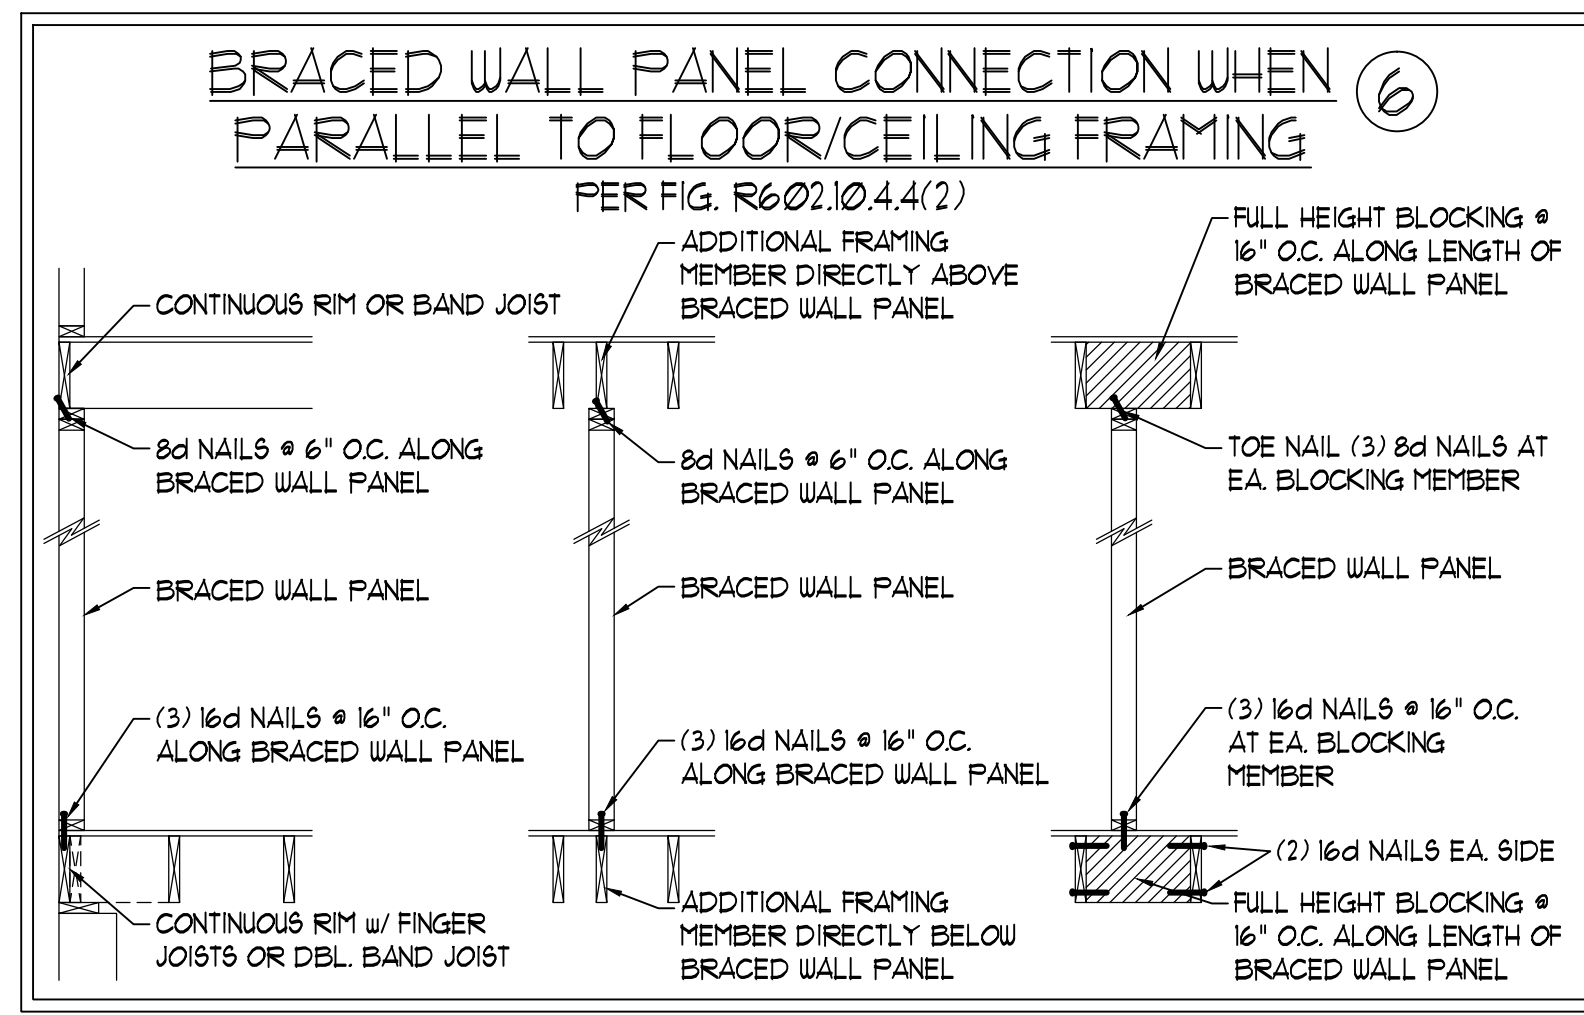 BRACED WALL PANEL CONNECTION WHEN
PARALLEL TO FLOOR/CEILING FRAMING
6
PER FIG. R602.10.4.4(2)
CONTINUOUS RIM OR BAND JOIST
8d NAILS @ 6" O.C. ALONG
BRACED WALL PANEL
BRACED WALL PANEL
(3) 16d NAILS @ 16" O.C.
ALONG BRACED WALL PANEL
CONTINUOUS RIM w/ FINGER
JOISTS OR DBL. BAND JOIST
ADDITIONAL FRAMING
MEMBER DIRECTLY ABOVE
BRACED WALL PANEL
8d NAILS @ 6" O.C. ALONG
BRACED WALL PANEL
BRACED WALL PANEL
(3) 16d NAILS @ 16" O.C.
ALONG BRACED WALL PANEL
ADDITIONAL FRAMING
MEMBER DIRECTLY BELOW
BRACED WALL PANEL
FULL HEIGHT BLOCKING @
16" O.C. ALONG LENGTH OF
BRACED WALL PANEL
TOE NAIL (3) 8d NAILS AT
EA. BLOCKING MEMBER
BRACED WALL PANEL
(3) 16d NAILS @ 16" O.C.
AT EA. BLOCKING
MEMBER
(2) 16d NAILS EA. SIDE
FULL HEIGHT BLOCKING @
16" O.C. ALONG LENGTH OF
BRACED WALL PANEL